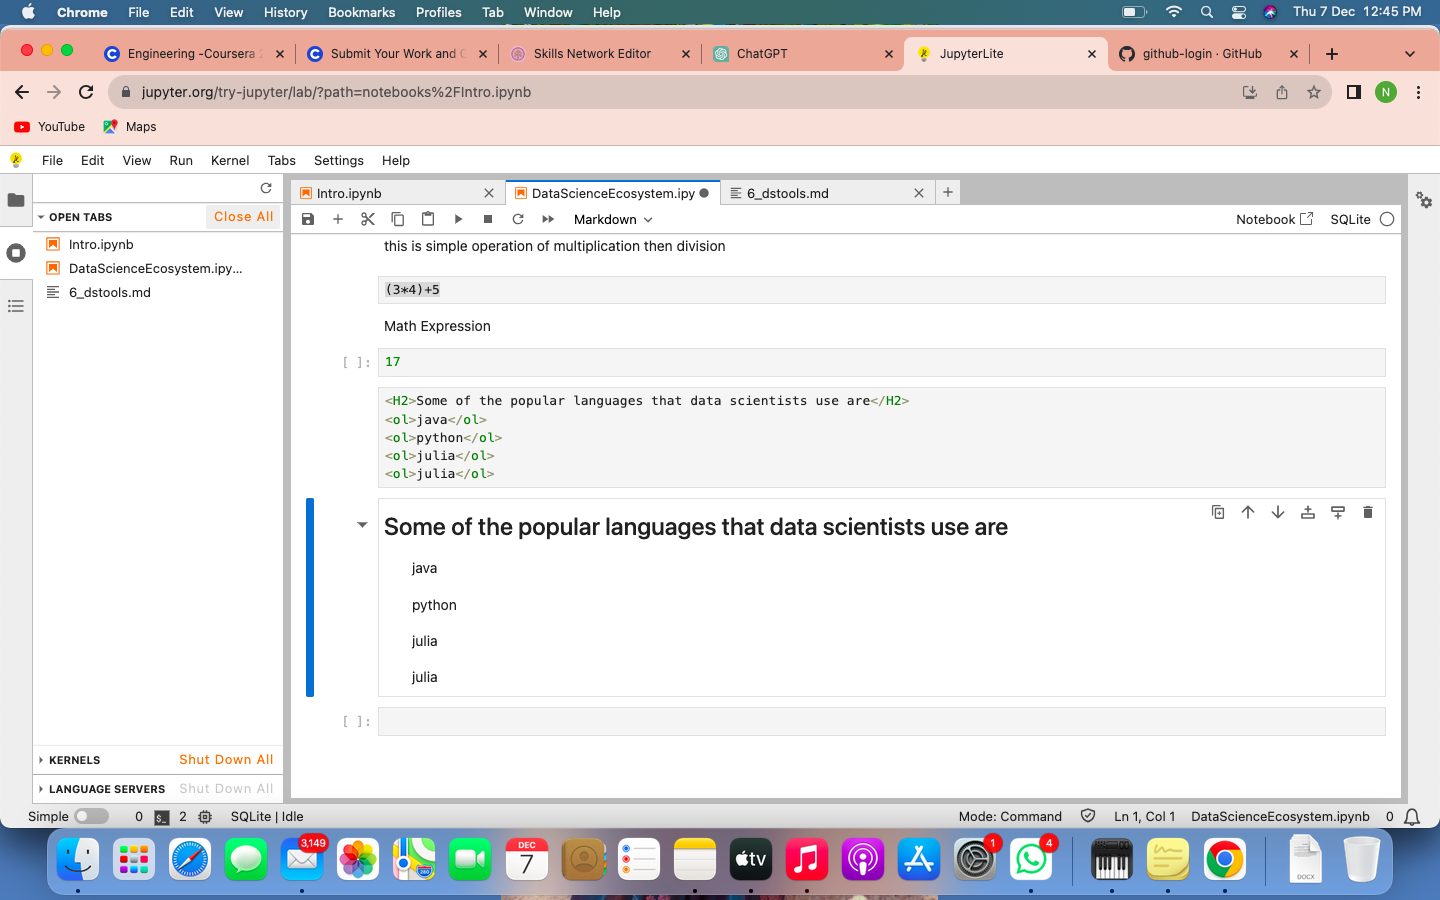 Chrome File Edit View History Bookmarks Profiles Tab Window Help Thu 7 Dec 12:45 PM
Engineering -Coursera Submit Your Work and G Skills Network Editor ChatGPT JupyterLite github-login · GitHub
jupyter.org/try-jupyter/lab/?path=notebooks%2FIntro.ipynb N
YouTube Maps
File Edit View Run Kernel Tabs Settings Help
Intro.ipynb DataScienceEcosystem.ipy 6_dstools.md
OPEN TABS Close All
Markdown Notebook SQLite
Intro.ipynb
DataScienceEcosystem.ipy...
6_dstools.md
this is simple operation of multiplication then division
(3*4)+5
Math Expression
[ ]: 17
<H2>Some of the popular languages that data scientists use are</H2>
<ol>java</ol>
<ol>python</ol>
<ol>julia</ol>
<ol>julia</ol>
Some of the popular languages that data scientists use are
java
python
julia
julia
[ ]:
KERNELS Shut Down All
LANGUAGE SERVERS Shut Down All
Simple 0 $_ 2 SQLite | Idle Mode: Command Ln 1, Col 1 DataScienceEcosystem.ipynb 0
3,149 DEC 7 280 tv 1 4 DOCX